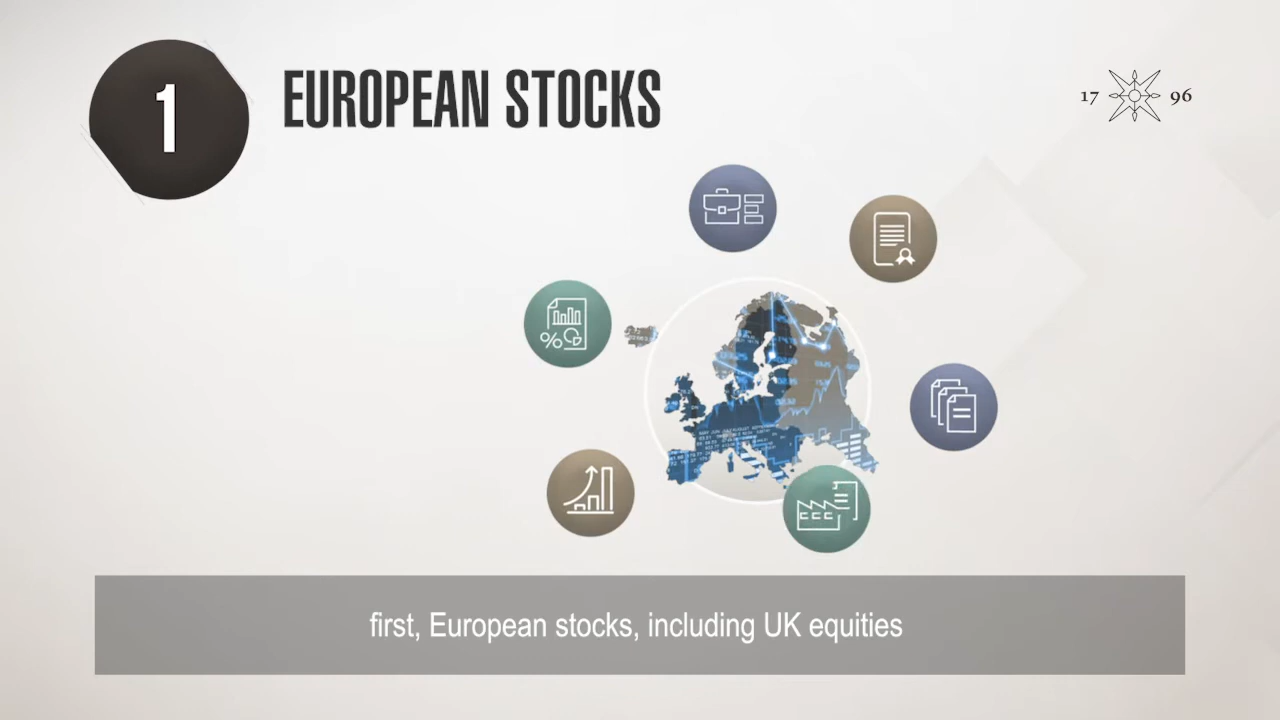 1
EUROPEAN STOCKS
17 96
%
first, European stocks, including UK equities